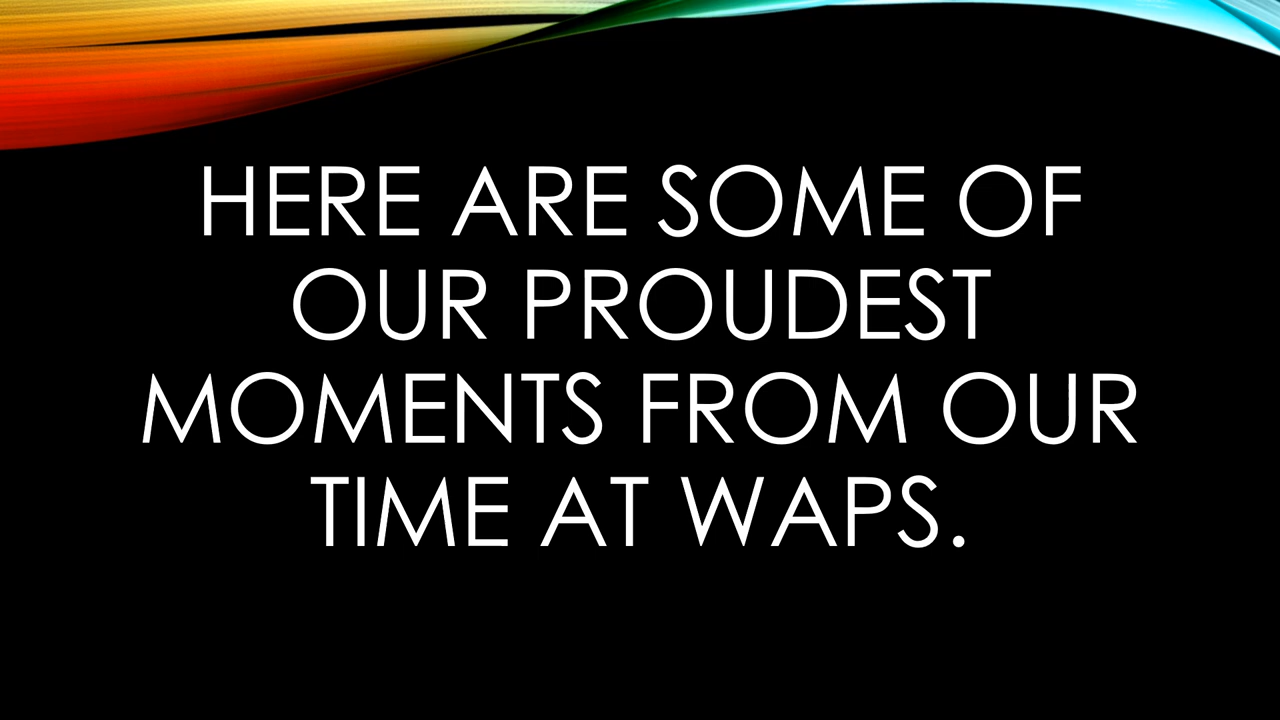 HERE ARE SOME OF
OUR PROUDEST
MOMENTS FROM OUR
TIME AT WAPS.